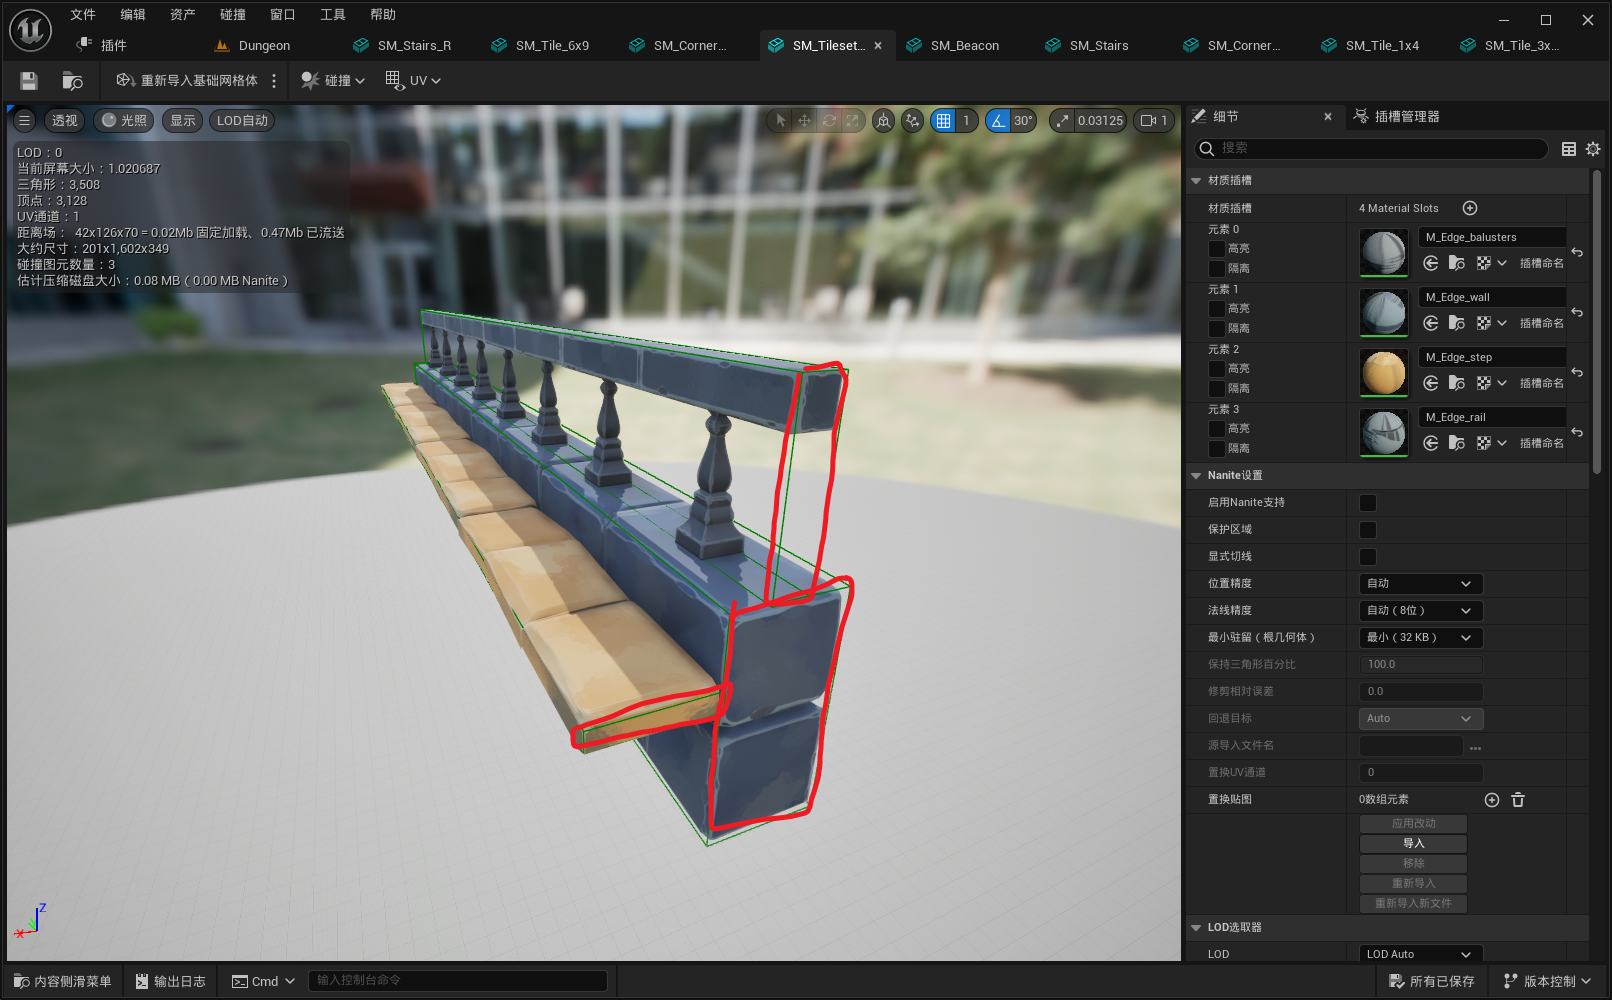 文件 编辑 资产 碰撞 窗口 工具 帮助
插件 Dungeon SM_Stairs_R SM_Tile_6x9 SM_Corner... SM_Tileset... SM_Beacon SM_Stairs SM_Corner... SM_Tile_1x4 SM_Tile_3x...
重新导入基础网格体 碰撞 UV
透视 光照 显示 LOD自动 1 30° 0.03125 1
LOD：0
当前屏幕大小：1.020687
三角形：3,508
顶点：3,128
UV通道：1
距离场： 42x126x70 = 0.02Mb 固定加载、0.47Mb 已流送
大约尺寸：201x1,602x349
碰撞图元数量：3
估计压缩磁盘大小：0.08 MB（0.00 MB Nanite）
Z
X
细节 插槽管理器
搜索
材质插槽
材质插槽 4 Material Slots
元素 0
高亮
隔离
M_Edge_balusters
插槽命名
元素 1
高亮
隔离
M_Edge_wall
插槽命名
元素 2
高亮
隔离
M_Edge_step
插槽命名
元素 3
高亮
隔离
M_Edge_rail
插槽命名
Nanite设置
启用Nanite支持
保护区域
显式切线
位置精度 自动
法线精度 自动（8位）
最小驻留（根几何体） 最小（32 KB）
保持三角形百分比 100.0
修剪相对误差 0.0
回退目标 Auto
源导入文件名 ...
置换UV通道 0
置换贴图 0数组元素
应用改动
导入
移除
重新导入
重新导入新文件
LOD选取器
LOD LOD Auto
内容侧滑菜单 输出日志 Cmd 输入控制台命令 所有已保存 版本控制